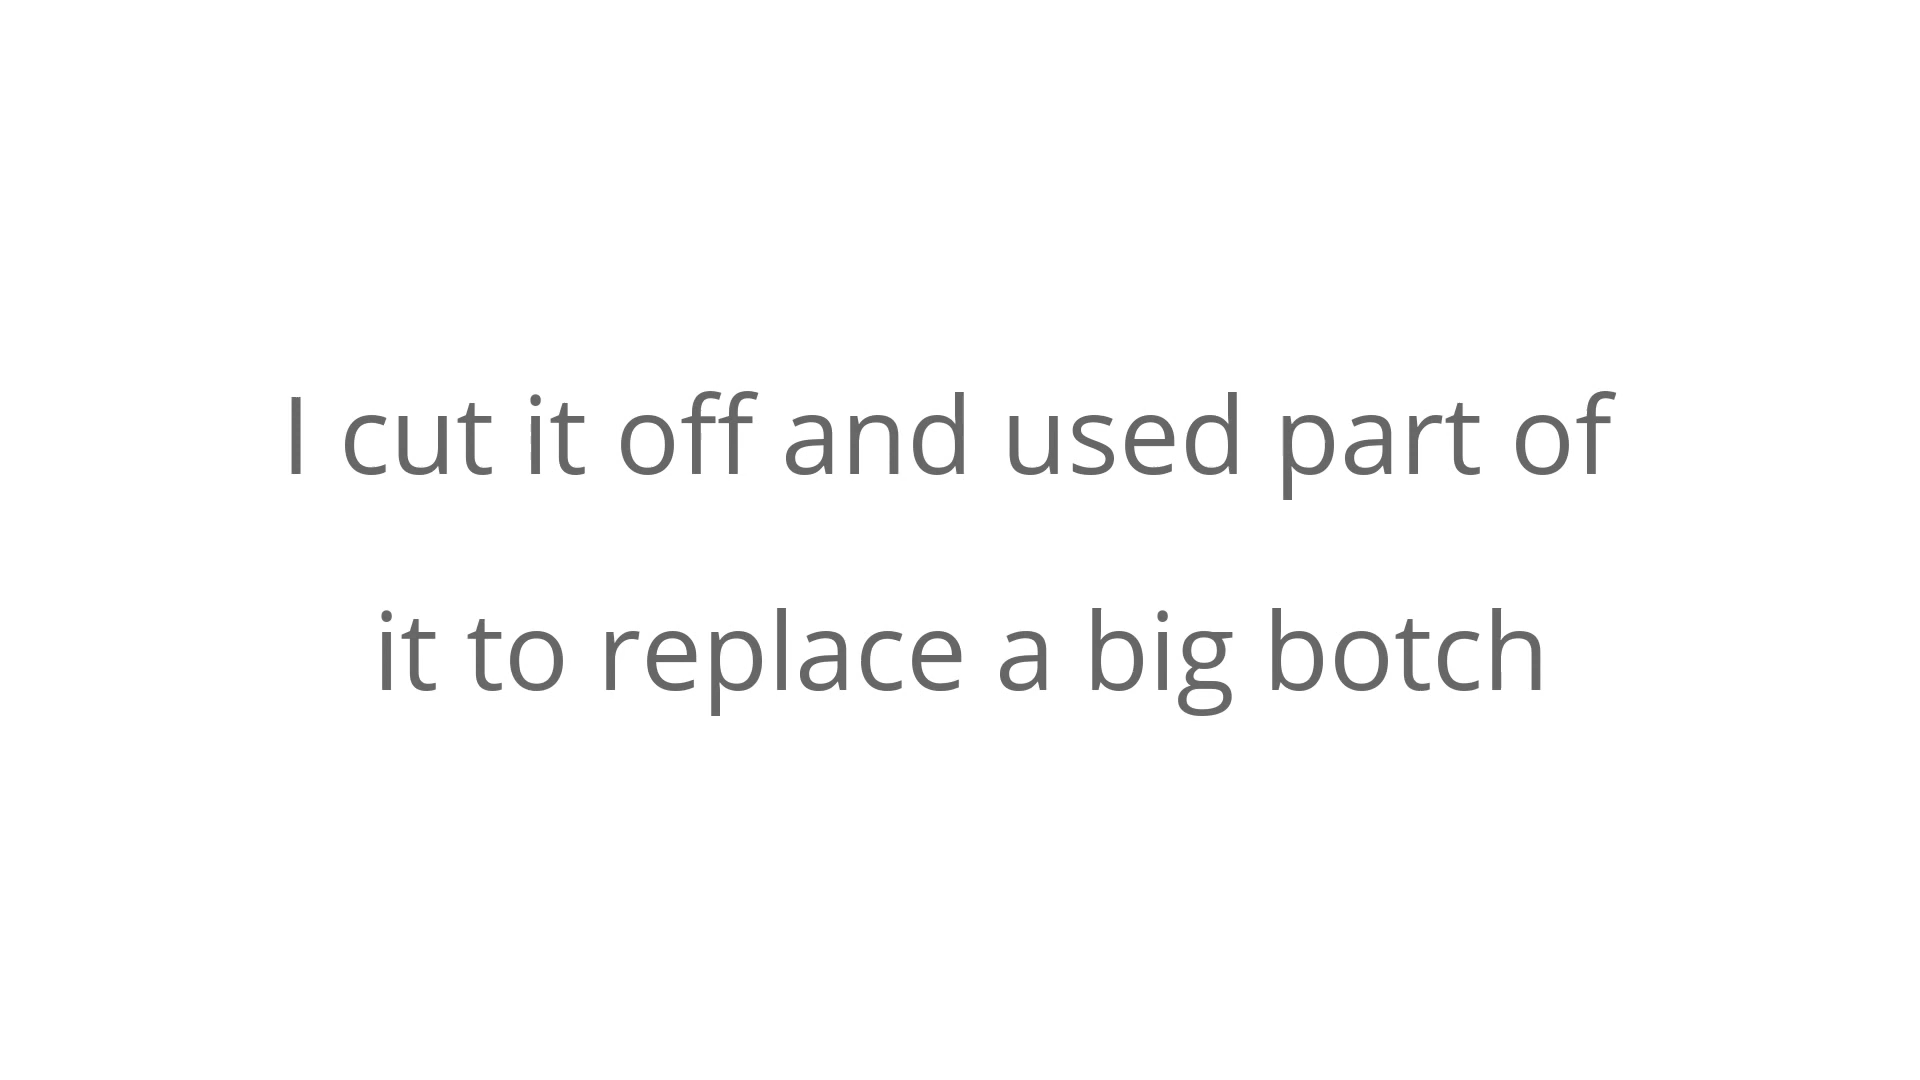 I cut it off and used part of
it to replace a big botch